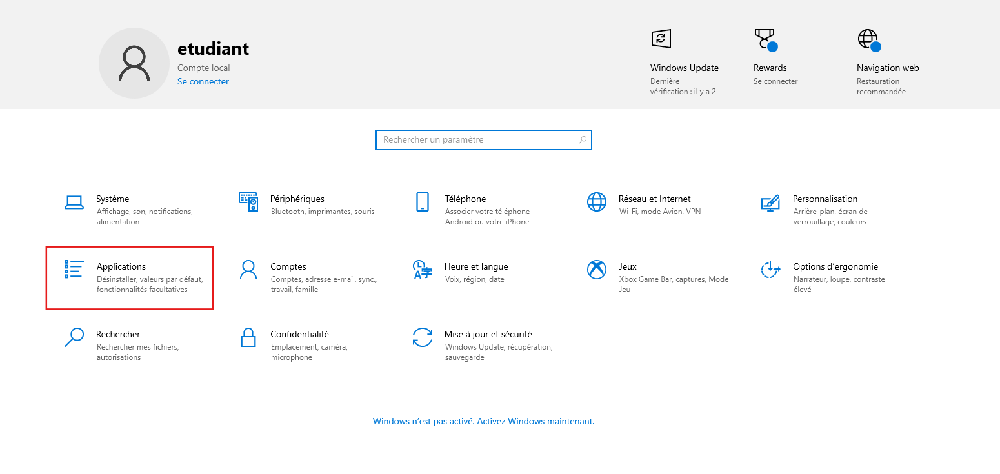 etudiant
Compte local
Se connecter
Windows Update
Dernière
vérification : il y a 2
Rewards
Se connecter
Navigation web
Restauration
recommandée
Rechercher un paramètre
Système
Affichage, son, notifications,
alimentation
Périphériques
Bluetooth, imprimantes, souris
Téléphone
Associer votre téléphone
Android ou votre iPhone
Réseau et Internet
Wi-Fi, mode Avion, VPN
Personnalisation
Arrière-plan, écran de
verrouillage, couleurs
Applications
Désinstaller, valeurs par défaut,
fonctionnalités facultatives
Comptes
Comptes, adresse e-mail, sync.,
travail, famille
Heure et langue
Voix, région, date
Jeux
Xbox Game Bar, captures, Mode
Jeu
Options d’ergonomie
Narrateur, loupe, contraste
élevé
Rechercher
Rechercher mes fichiers,
autorisations
Confidentialité
Emplacement, caméra,
microphone
Mise à jour et sécurité
Windows Update, récupération,
sauvegarde
Windows n’est pas activé. Activez Windows maintenant.